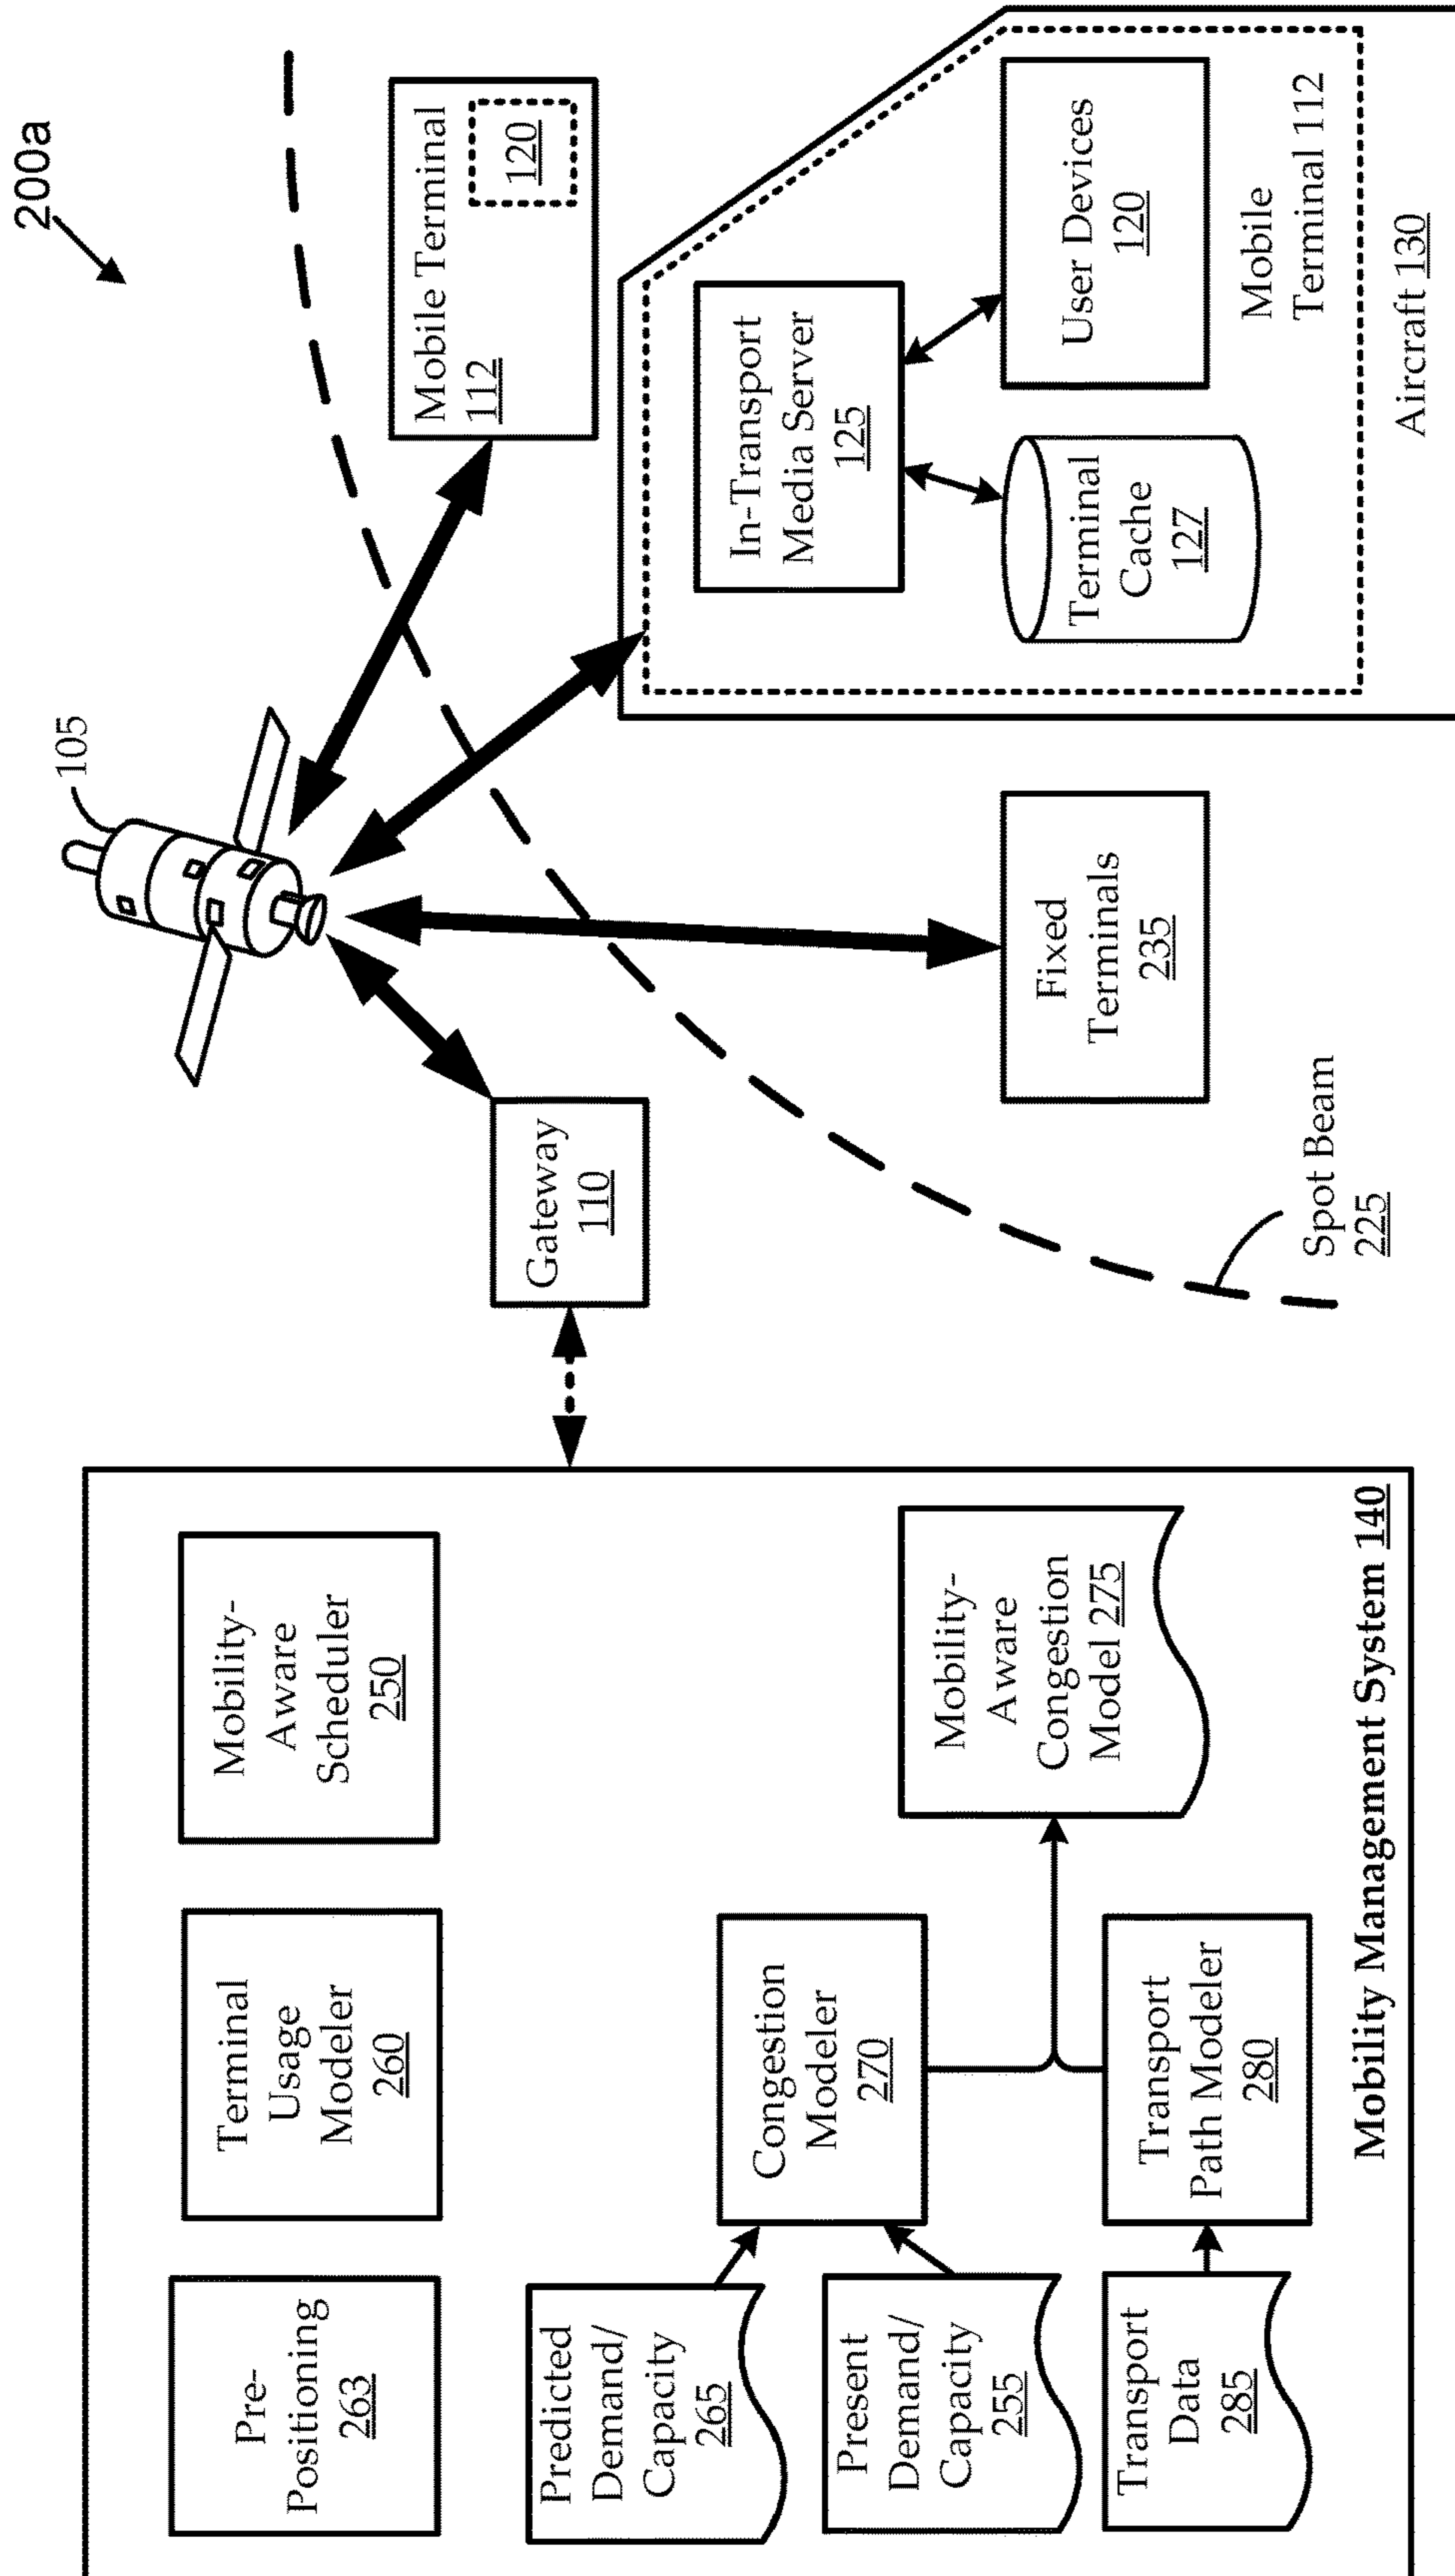 200a
105
Mobile Terminal
112
120
Gateway
110
In-Transport
Media Server
125
Terminal
Cache
127
User Devices
120
Mobile
Terminal 112
Aircraft 130
Fixed
Terminals
235
Spot Beam
225
Pre-
Positioning
263
Terminal
Usage
Modeler
260
Mobility-
Aware
Scheduler
250
Predicted
Demand/
Capacity
265
Present
Demand/
Capacity
255
Transport
Data
285
Congestion
Modeler
270
Transport
Path Modeler
280
Mobility-
Aware
Congestion
Model 275
Mobility Management System 140